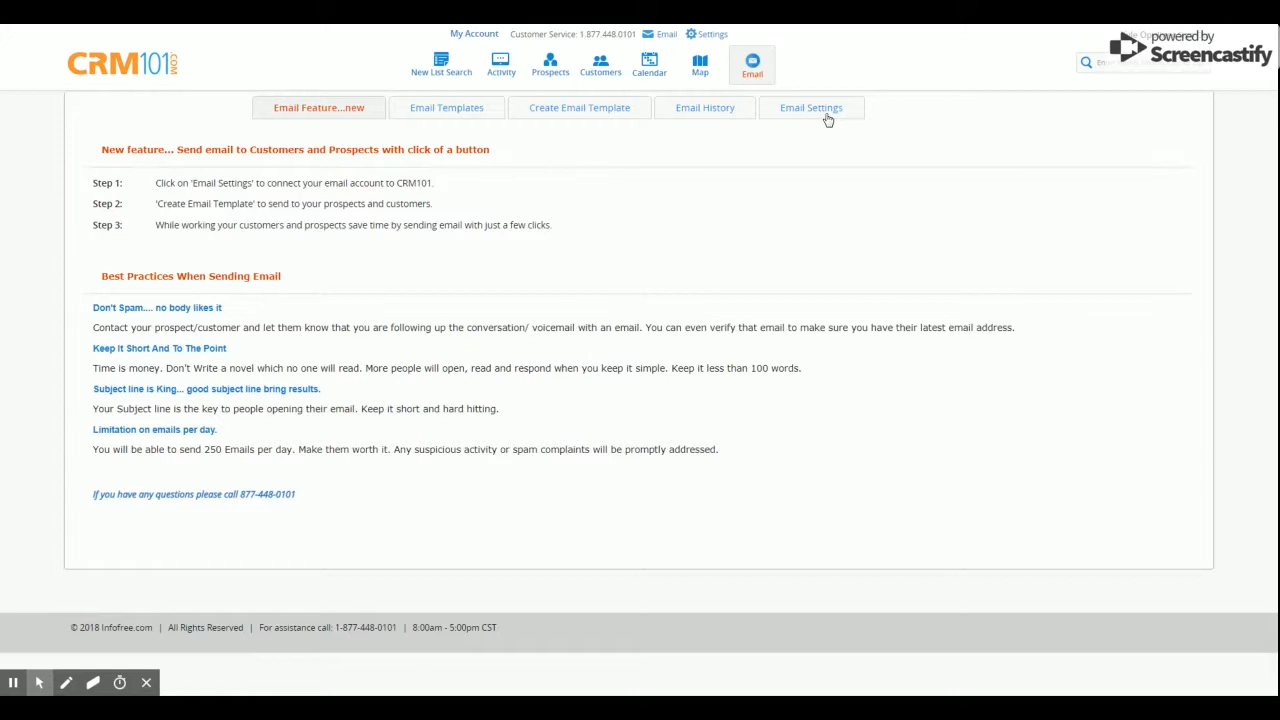 My Account Customer Service: 1.877.448.0101 Email Settings
powered by
Screencastify
CRM101.COM
New List Search Activity Prospects Customers Calendar Map Email
Email Feature...new Email Templates Create Email Template Email History Email Settings
New feature... Send email to Customers and Prospects with click of a button
Step 1: Click on 'Email Settings' to connect your email account to CRM101.
Step 2: 'Create Email Template' to send to your prospects and customers.
Step 3: While working your customers and prospects save time by sending email with just a few clicks.
Best Practices When Sending Email
Don't Spam.... no body likes it
Contact your prospect/customer and let them know that you are following up the conversation/ voicemail with an email. You can even verify that email to make sure you have their latest email address.
Keep It Short And To The Point
Time is money. Don't Write a novel which no one will read. More people will open, read and respond when you keep it simple. Keep it less than 100 words.
Subject line is King... good subject line bring results.
Your Subject line is the key to people opening their email. Keep it short and hard hitting.
Limitation on emails per day.
You will be able to send 250 Emails per day. Make them worth it. Any suspicious activity or spam complaints will be promptly addressed.
If you have any questions please call 877-448-0101
© 2018 Infofree.com | All Rights Reserved | For assistance call: 1-877-448-0101 | 8:00am - 5:00pm CST